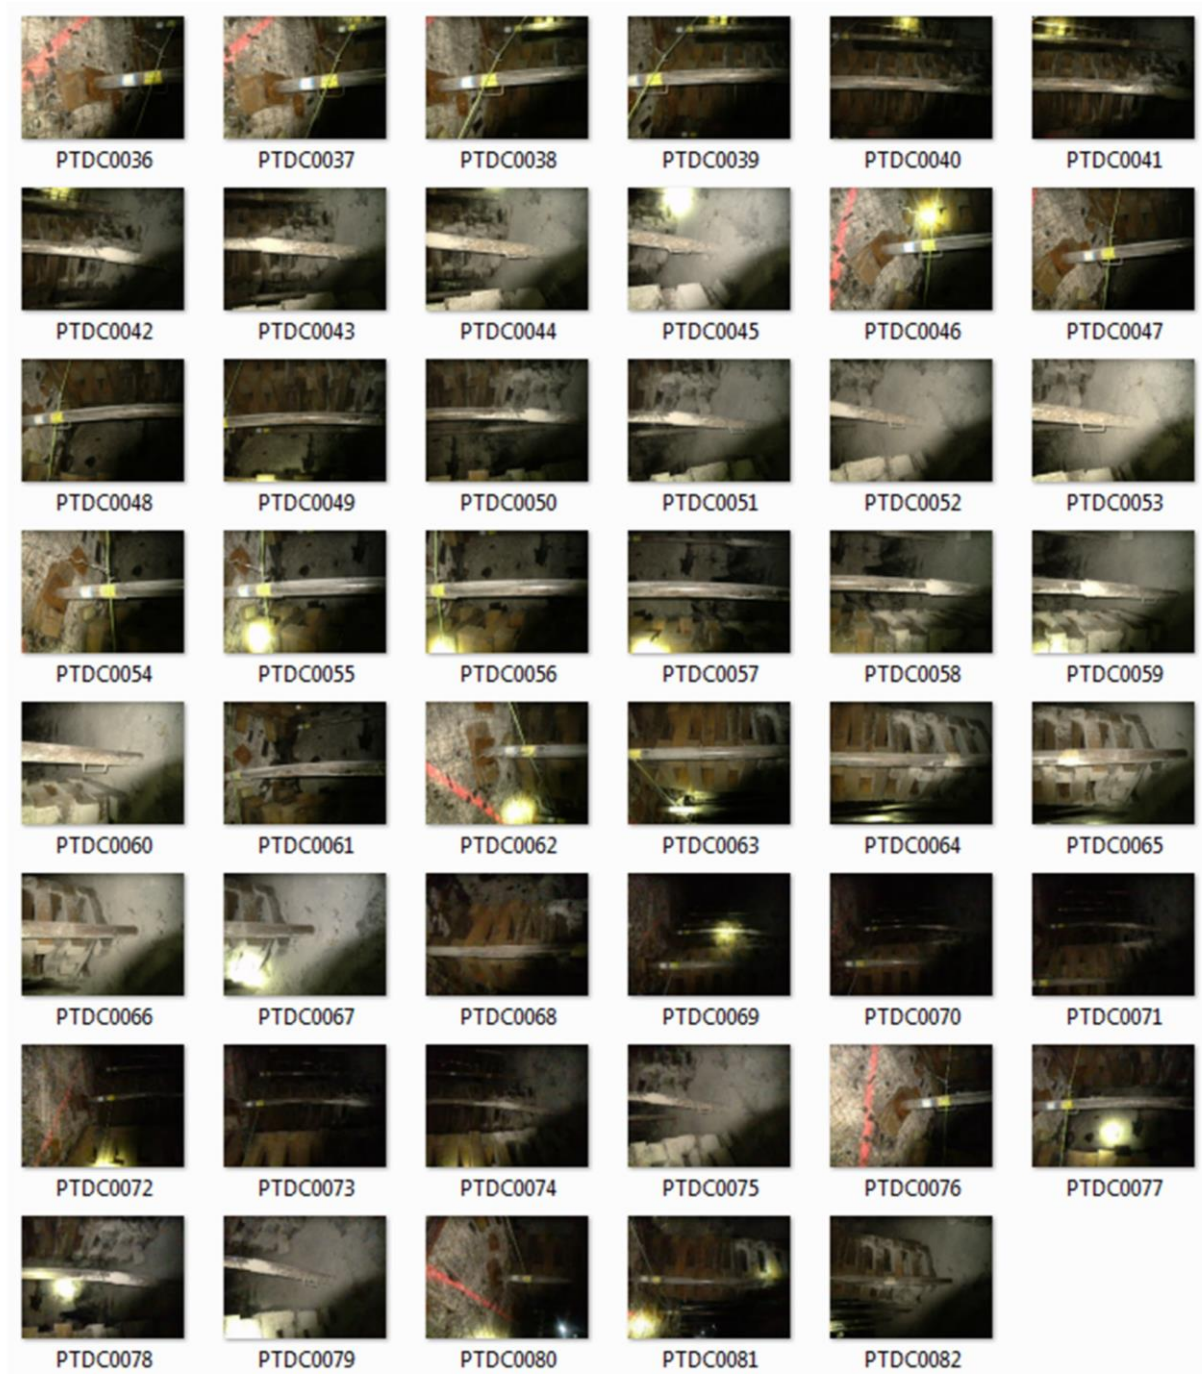 PTDC0036 PTDC0037 PTDC0038 PTDC0039 PTDC0040 PTDC0041
PTDC0042 PTDC0043 PTDC0044 PTDC0045 PTDC0046 PTDC0047
PTDC0048 PTDC0049 PTDC0050 PTDC0051 PTDC0052 PTDC0053
PTDC0054 PTDC0055 PTDC0056 PTDC0057 PTDC0058 PTDC0059
PTDC0060 PTDC0061 PTDC0062 PTDC0063 PTDC0064 PTDC0065
PTDC0066 PTDC0067 PTDC0068 PTDC0069 PTDC0070 PTDC0071
PTDC0072 PTDC0073 PTDC0074 PTDC0075 PTDC0076 PTDC0077
PTDC0078 PTDC0079 PTDC0080 PTDC0081 PTDC0082